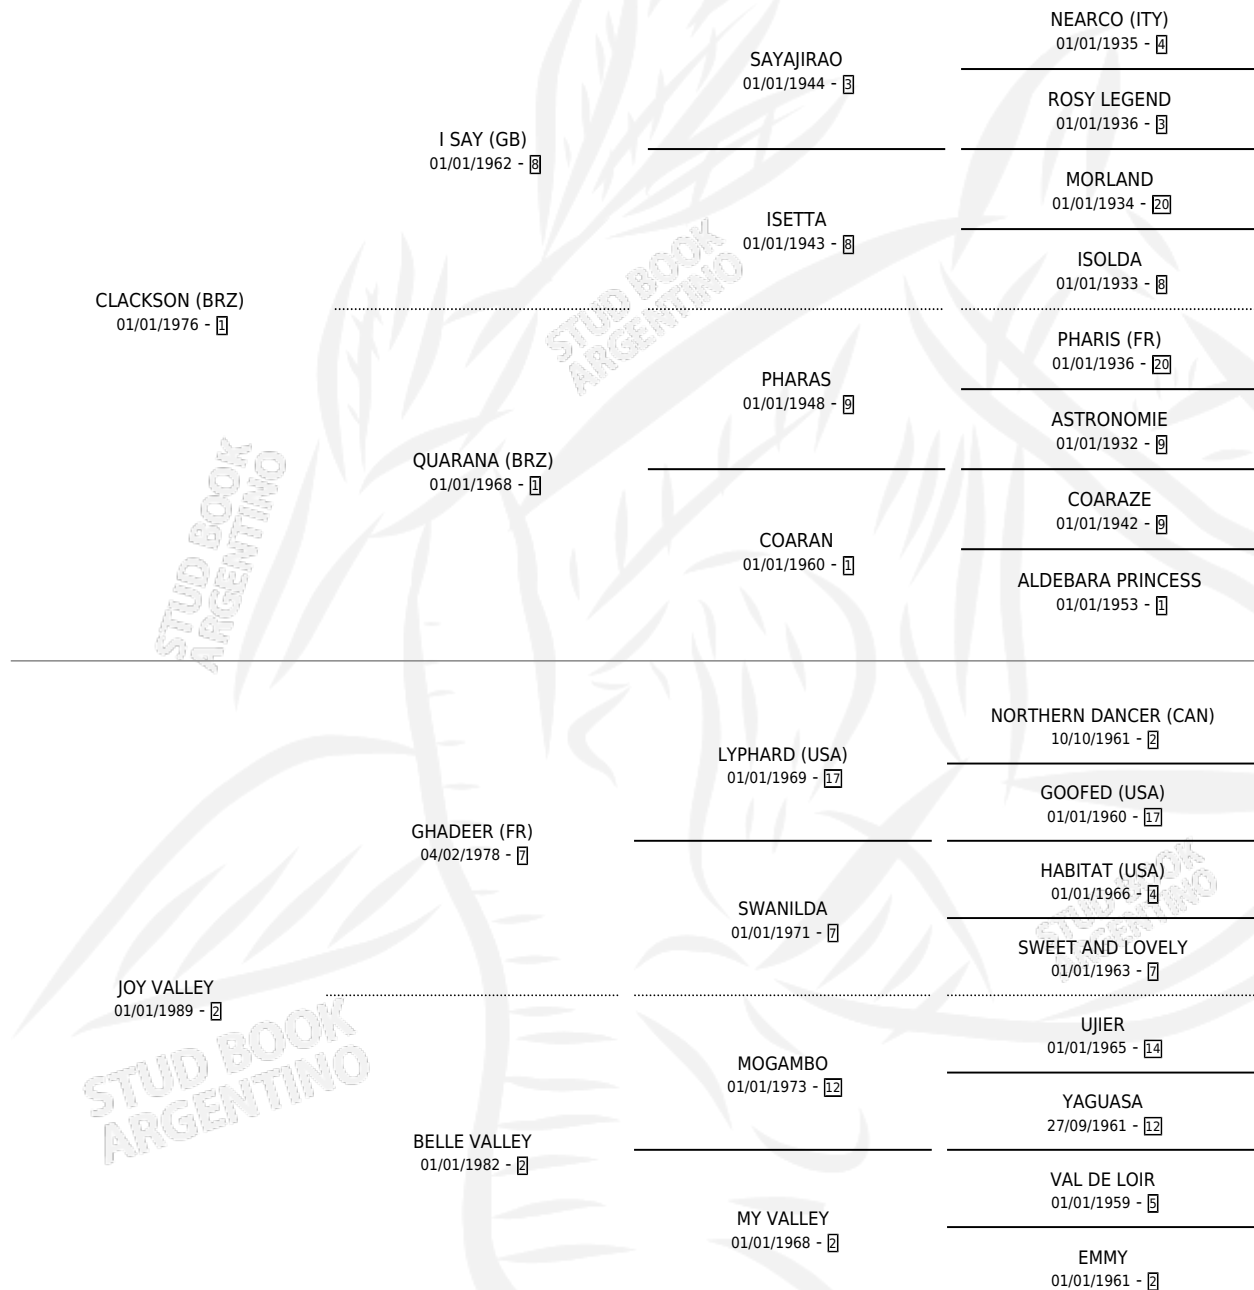 NEARCO (ITY)
01/01/1935 - 4
SAYAJIRAO
01/01/1944 - 3
ROSY LEGEND
01/01/1936 - 3
I SAY (GB)
01/01/1962 - 8
MORLAND
01/01/1934 - 20
ISETTA
01/01/1943 - 8
ISOLDA
01/01/1933 - 8
CLACKSON (BRZ)
01/01/1976 - 1
PHARIS (FR)
01/01/1936 - 20
PHARAS
01/01/1948 - 9
ASTRONOMIE
01/01/1932 - 9
QUARANA (BRZ)
01/01/1968 - 1
COARAZE
01/01/1942 - 9
COARAN
01/01/1960 - 1
ALDEBARA PRINCESS
01/01/1953 - 1
STUD BOOK
ARGENTINO
STUD BOOK
ARGENTINO
NORTHERN DANCER (CAN)
10/10/1961 - 2
LYPHARD (USA)
01/01/1969 - 17
GOOFED (USA)
01/01/1960 - 17
GHADEER (FR)
04/02/1978 - 7
HABITAT (USA)
01/01/1966 - 4
SWANILDA
01/01/1971 - 7
SWEET AND LOVELY
01/01/1963 - 7
JOY VALLEY
01/01/1989 - 2
UJIER
01/01/1965 - 14
MOGAMBO
01/01/1973 - 12
YAGUASA
27/09/1961 - 12
BELLE VALLEY
01/01/1982 - 2
VAL DE LOIR
01/01/1959 - 5
MY VALLEY
01/01/1968 - 2
EMMY
01/01/1961 - 2
STUD BOOK
ARGENTINO
STUD BOOK
ARGENTINO